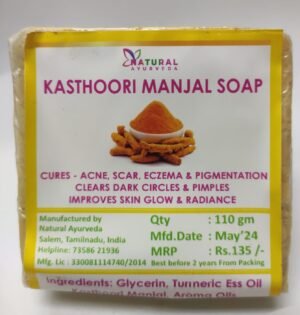 NATURAL
AYURVEDA
KASTHOORI MANJAL SOAP
CURES - ACNE, SCAR, ECZEMA & PIGMENTATION
CLEARS DARK CIRCLES & PIMPLES
IMPROVES SKIN GLOW & RADIANCE
Manufactured by
Natural Ayurveda
Salem, Tamilnadu, India
Helpline: 73586 21936
Mfg. Lic : 330081114740/2014
Qty : 110 gm
Mfd.Date : May'24
MRP : Rs.135 /-
Best before 2 years From Packing
Ingredients: Glycerin, Turmeric Ess Oil
Kasthoori Manjal, Aroma Oils